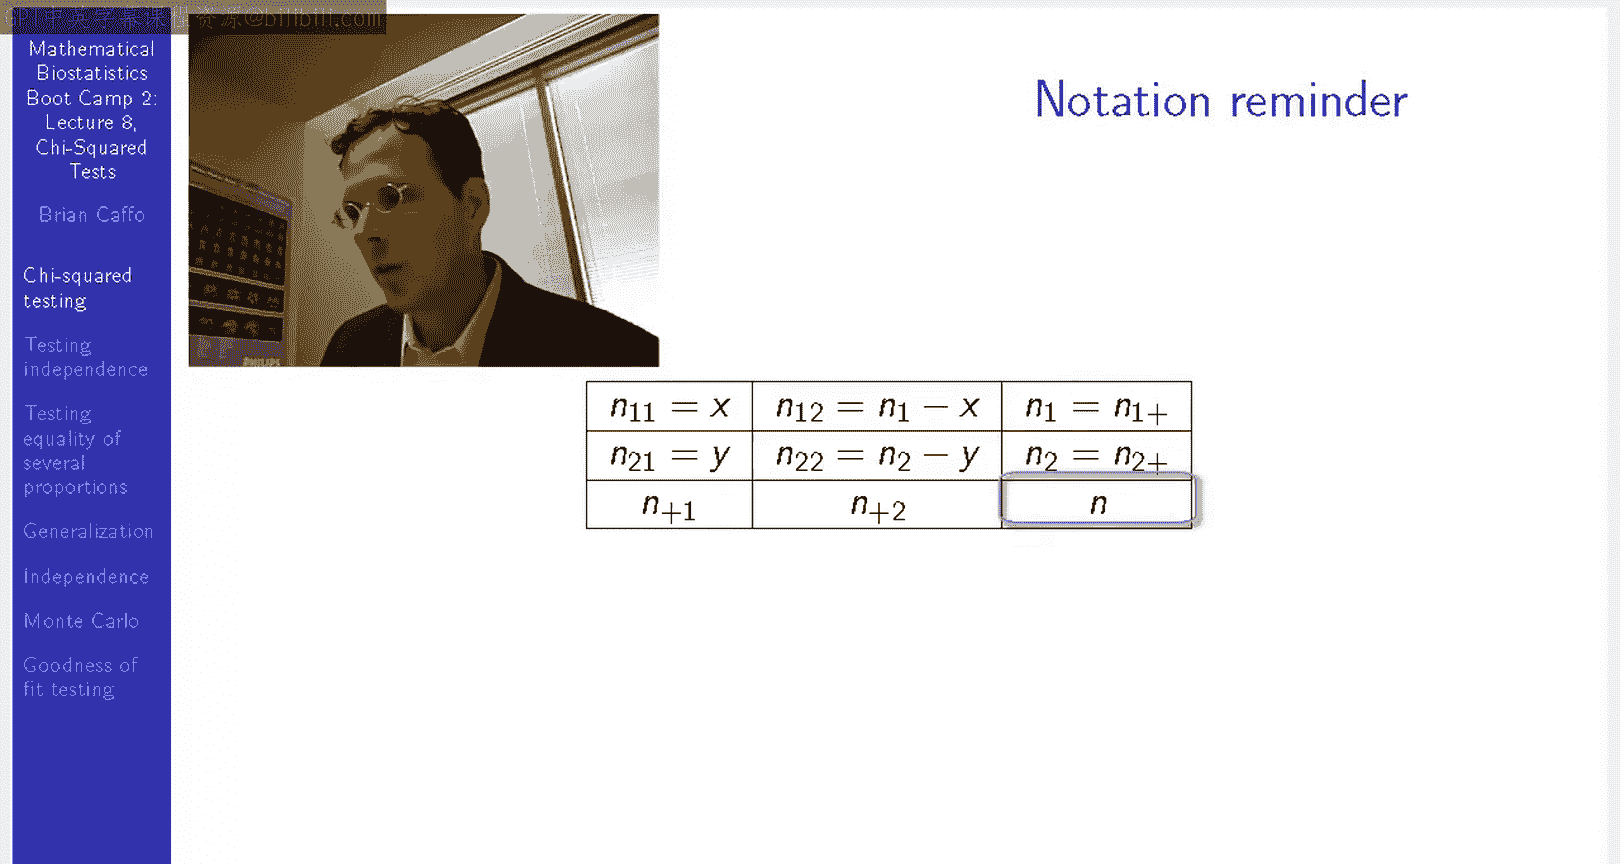 Mathematical
Biostatistics
Boot Camp 2:
Lecture 8,
Chi-Squared
Tests
Brian Caffo
Chi-squared
testing
Testing
independence
Testing
equality of
several
proportions
Generalization
Independence
Monte Carlo
Goodness of
fit testing
Notation reminder
n₁₁ = x n₁₂ = n₁ − x n₁ = n₁₊
n₂₁ = y n₂₂ = n₂ − y n₂ = n₂₊
n₊₁ n₊₂ n